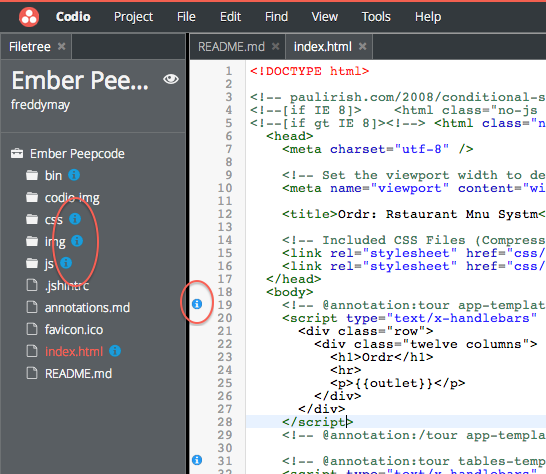 Codio Project File Edit Find View Tools Help
Filetree ×
README.md × index.html ×
Ember Pee...
freddymay
Ember Peepcode
bin
codio-img
css
img
js
.jshintrc
annotations.md
favicon.ico
index.html
README.md
1 <!DOCTYPE html>
2
3 <!-- paulirish.com/2008/conditional-s
4 <!--[if IE 8]> <html class="no-js
5 <!--[if gt IE 8]><!--> <html class="n
6 <head>
7 <meta charset="utf-8" />
8
9 <!-- Set the viewport width to de
10 <meta name="viewport" content="wi
11
12 <title>Ordr: Rstaurant Mnu Systm<
13
14 <!-- Included CSS Files (Compress
15 <link rel="stylesheet" href="css/
16 <link rel="stylesheet" href="css/
17 </head>
18 <body>
19 <!-- @annotation:tour app-templat
20 <script type="text/x-handlebars"
21 <div class="row">
22 <div class="twelve columns">
23 <h1>Ordr</h1>
24 <hr>
25 <p>{{outlet}}</p>
26 </div>
27 </div>
28 </script>
29 <!-- @annotation:/tour app-templa
30
31 <!-- @annotation:tour tables-temp
32 <script type="text/x-handlebars"